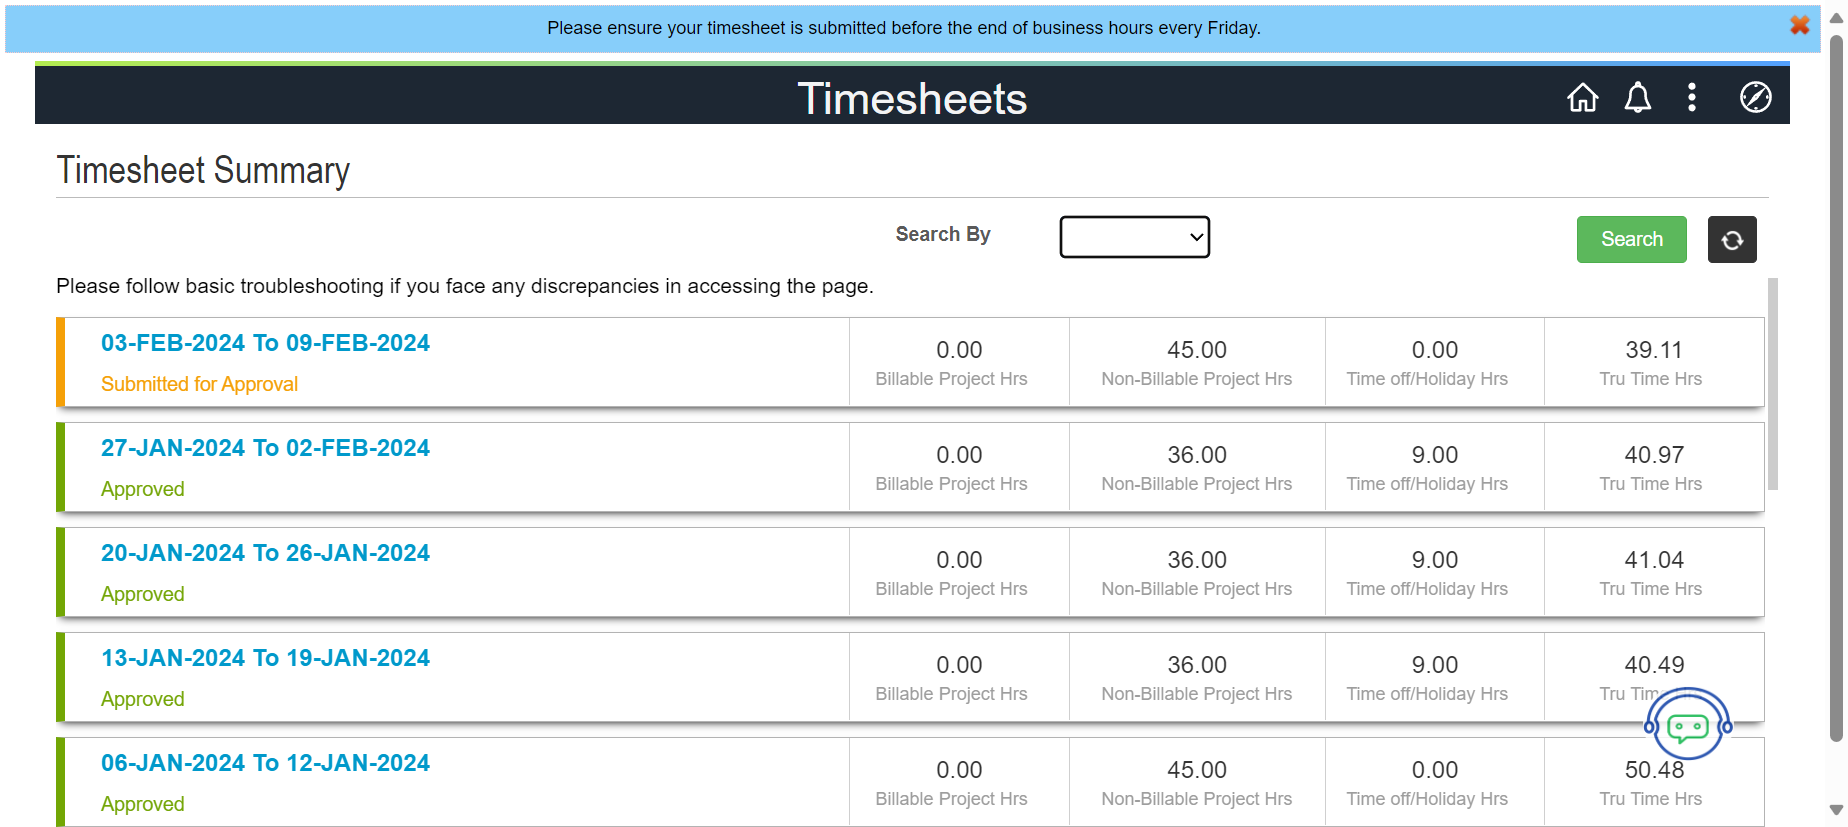 Please ensure your timesheet is submitted before the end of business hours every Friday.
Timesheets
Timesheet Summary
Search By
Search
Please follow basic troubleshooting if you face any discrepancies in accessing the page.
03-FEB-2024 To 09-FEB-2024
Submitted for Approval
0.00
Billable Project Hrs
45.00
Non-Billable Project Hrs
0.00
Time off/Holiday Hrs
39.11
Tru Time Hrs
27-JAN-2024 To 02-FEB-2024
Approved
0.00
Billable Project Hrs
36.00
Non-Billable Project Hrs
9.00
Time off/Holiday Hrs
40.97
Tru Time Hrs
20-JAN-2024 To 26-JAN-2024
Approved
0.00
Billable Project Hrs
36.00
Non-Billable Project Hrs
9.00
Time off/Holiday Hrs
41.04
Tru Time Hrs
13-JAN-2024 To 19-JAN-2024
Approved
0.00
Billable Project Hrs
36.00
Non-Billable Project Hrs
9.00
Time off/Holiday Hrs
40.49
Tru
06-JAN-2024 To 12-JAN-2024
Approved
0.00
Billable Project Hrs
45.00
Non-Billable Project Hrs
0.00
Time off/Holiday Hrs
50.48
Tru Time Hrs